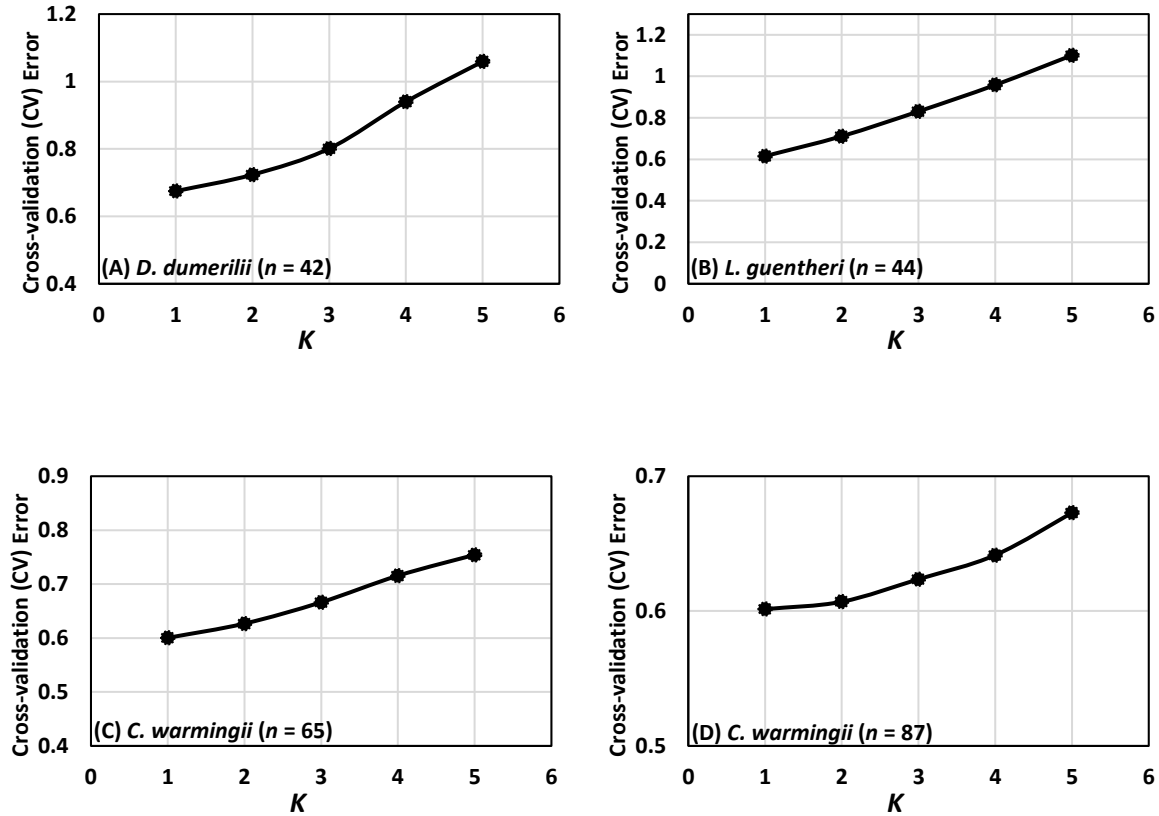 1.2
1
0.8
0.6
0.4
Cross-validation (CV) Error
(A) D. dumerilii (n = 42)
0 1 2 3 4 5 6
K
1.2
1
0.8
0.6
0.4
0.2
0
Cross-validation (CV) Error
(B) L. guentheri (n = 44)
0 1 2 3 4 5 6
K
0.9
0.8
0.7
0.6
0.5
0.4
Cross-validation (CV) Error
(C) C. warmingii (n = 65)
0 1 2 3 4 5 6
K
0.7
0.6
0.5
Cross-validation (CV) Error
(D) C. warmingii (n = 87)
0 1 2 3 4 5 6
K